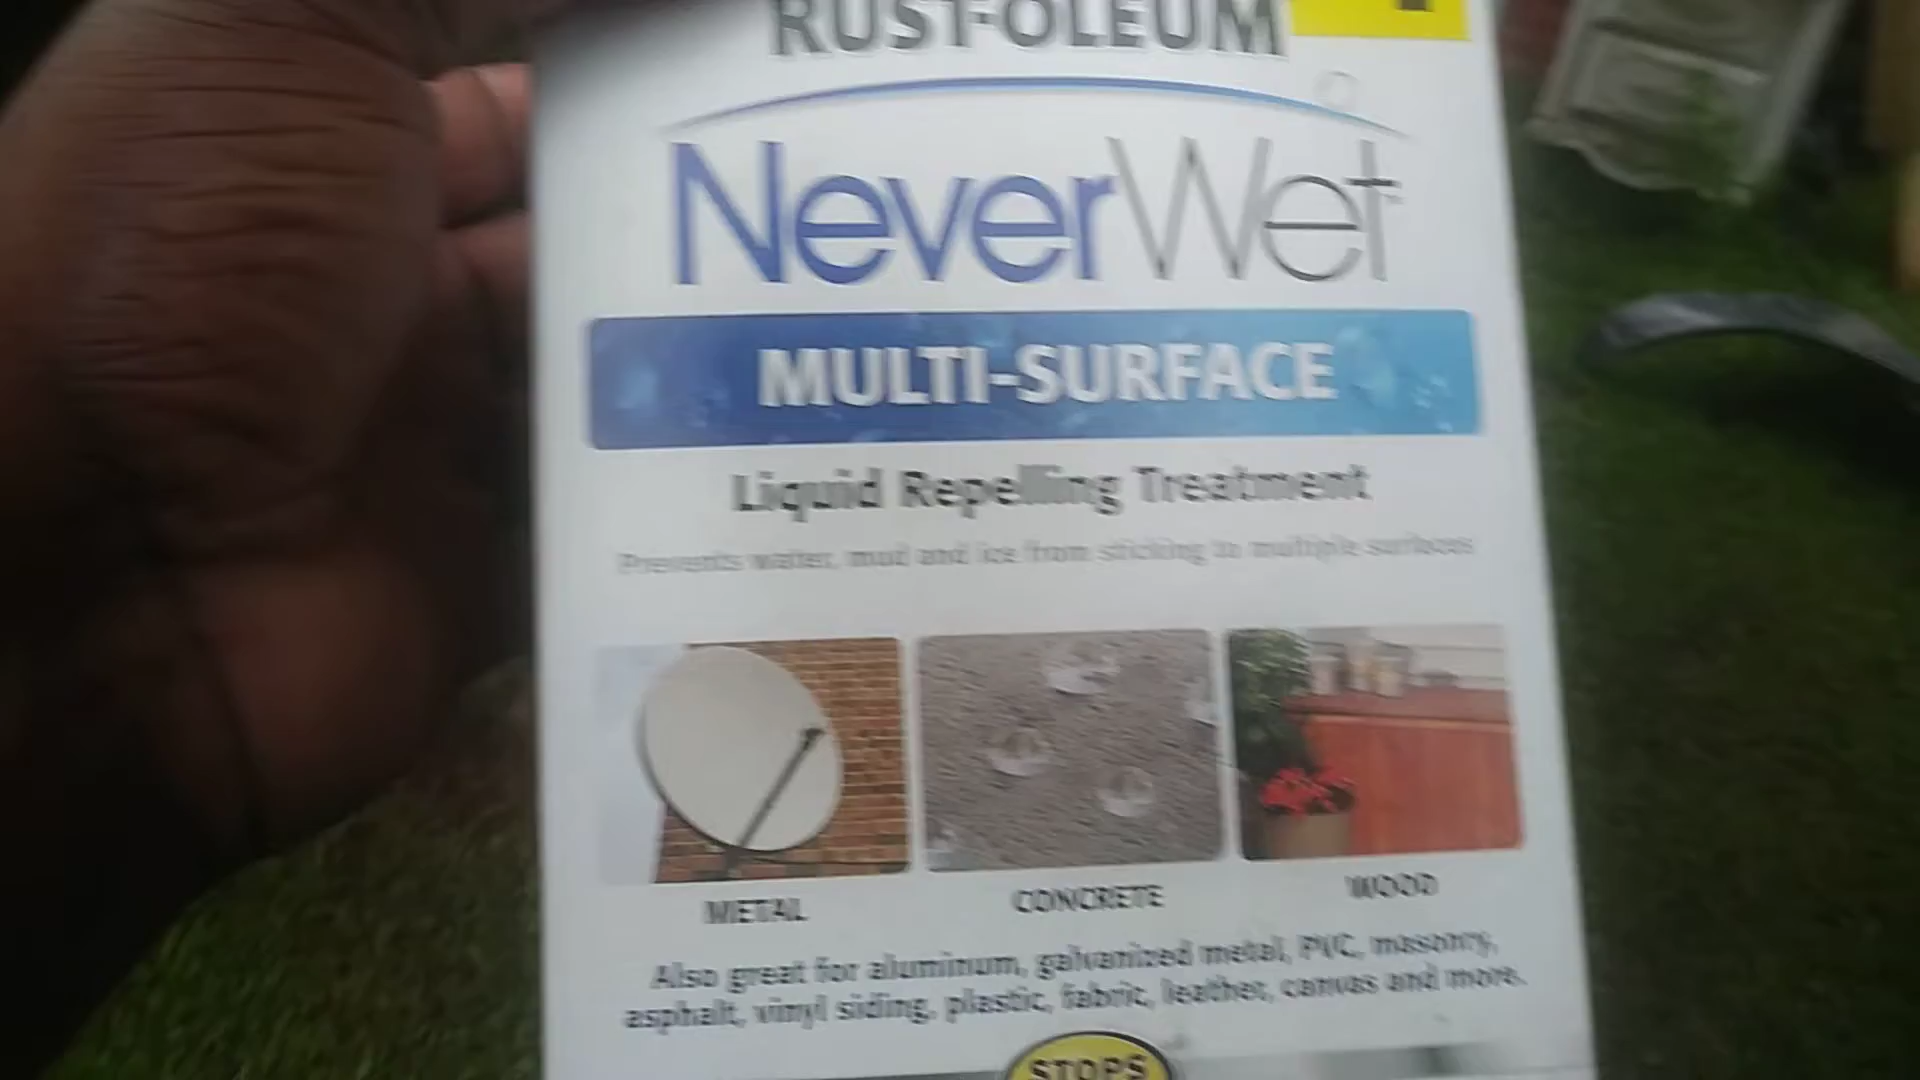 RUST-OLEUM
NeverWet
MULTI-SURFACE
Liquid Repelling Treatment
Prevents water, mud and ice from sticking to multiple surfaces
METAL
CONCRETE
WOOD
Also great for aluminum, galvanized metal, PVC, masonry,
asphalt, vinyl siding, plastic, fabric, leather, canvas and more.
STOPS